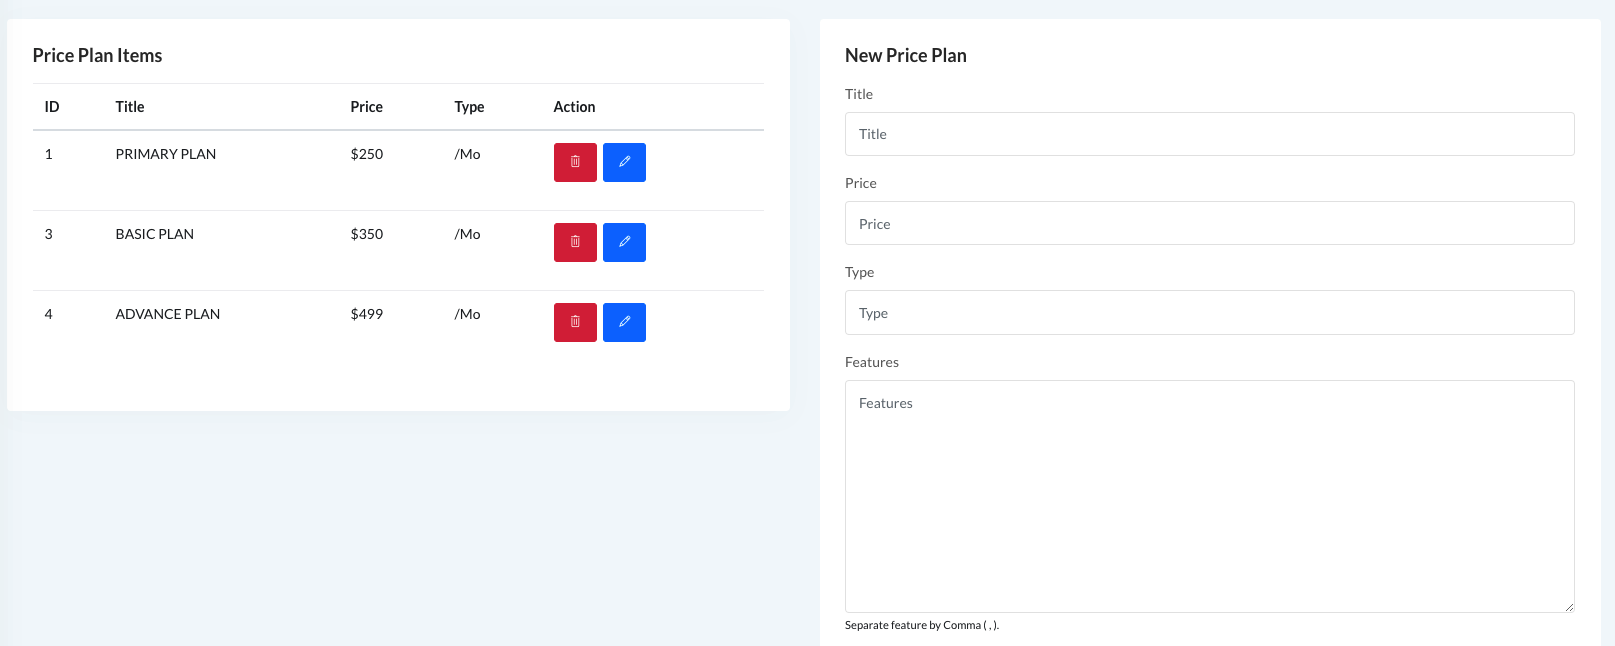 Price Plan Items
ID Title Price Type Action
1 PRIMARY PLAN $250 /Mo
3 BASIC PLAN $350 /Mo
4 ADVANCE PLAN $499 /Mo
New Price Plan
Title
Title
Price
Price
Type
Type
Features
Features
Separate feature by Comma ( , ).